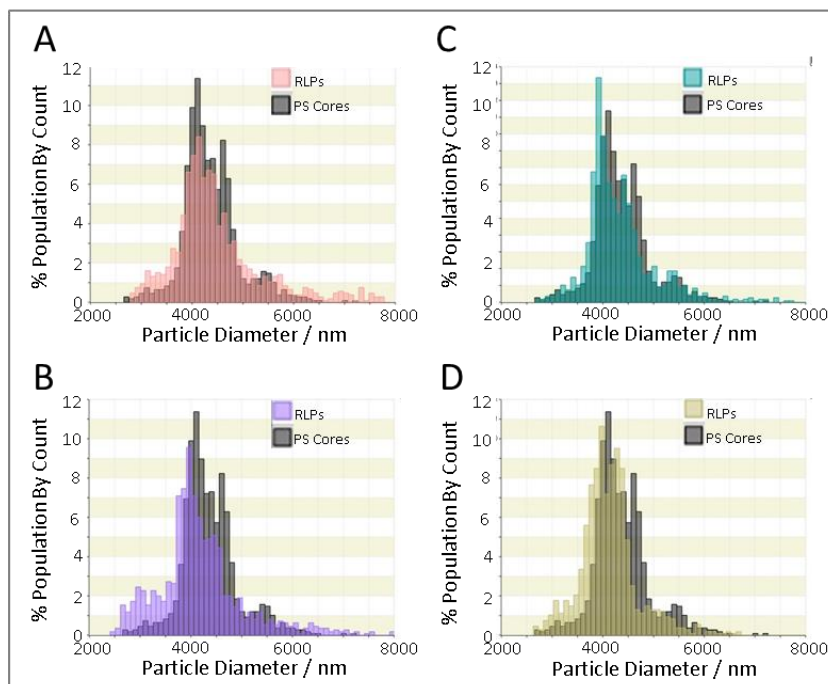 A
% Population By Count
12
10
8
6
4
2
0
RLPs
PS Cores
2000 4000 6000 8000
Particle Diameter / nm
C
% Population By Count
12
10
8
6
4
2
0
RLPs
PS Cores
2000 4000 6000 8000
Particle Diameter / nm
B
% Population By Count
12
10
8
6
4
2
0
RLPs
PS Cores
2000 4000 6000 8000
Particle Diameter / nm
D
% Population By Count
12
10
8
6
4
2
0
RLPs
PS Cores
2000 4000 6000 8000
Particle Diameter / nm